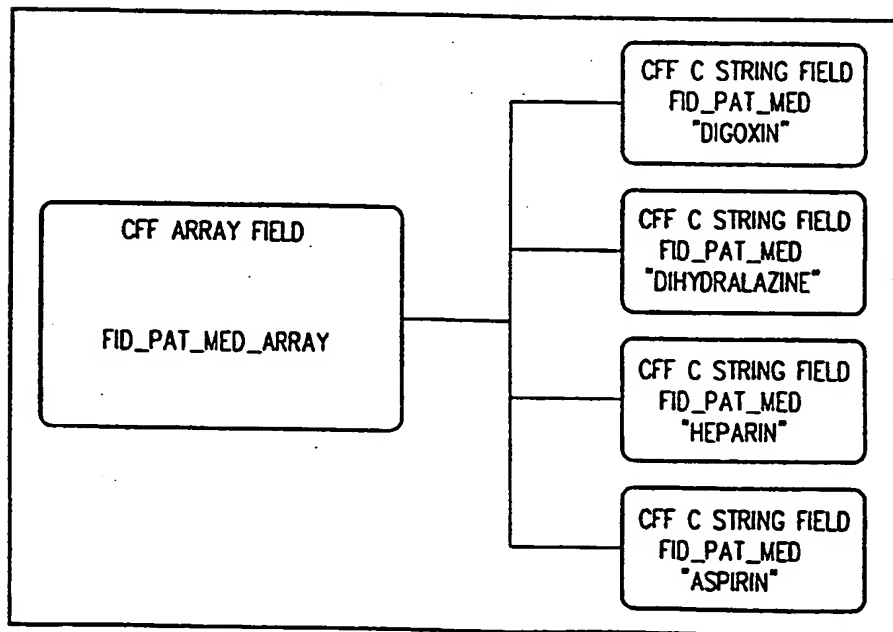 CFF ARRAY FIELD
FID_PAT_MED_ARRAY
CFF C STRING FIELD
FID_PAT_MED
"DIGOXIN"
CFF C STRING FIELD
FID_PAT_MED
"DIHYDRALAZINE"
CFF C STRING FIELD
FID_PAT_MED
"HEPARIN"
CFF C STRING FIELD
FID_PAT_MED
"ASPIRIN"